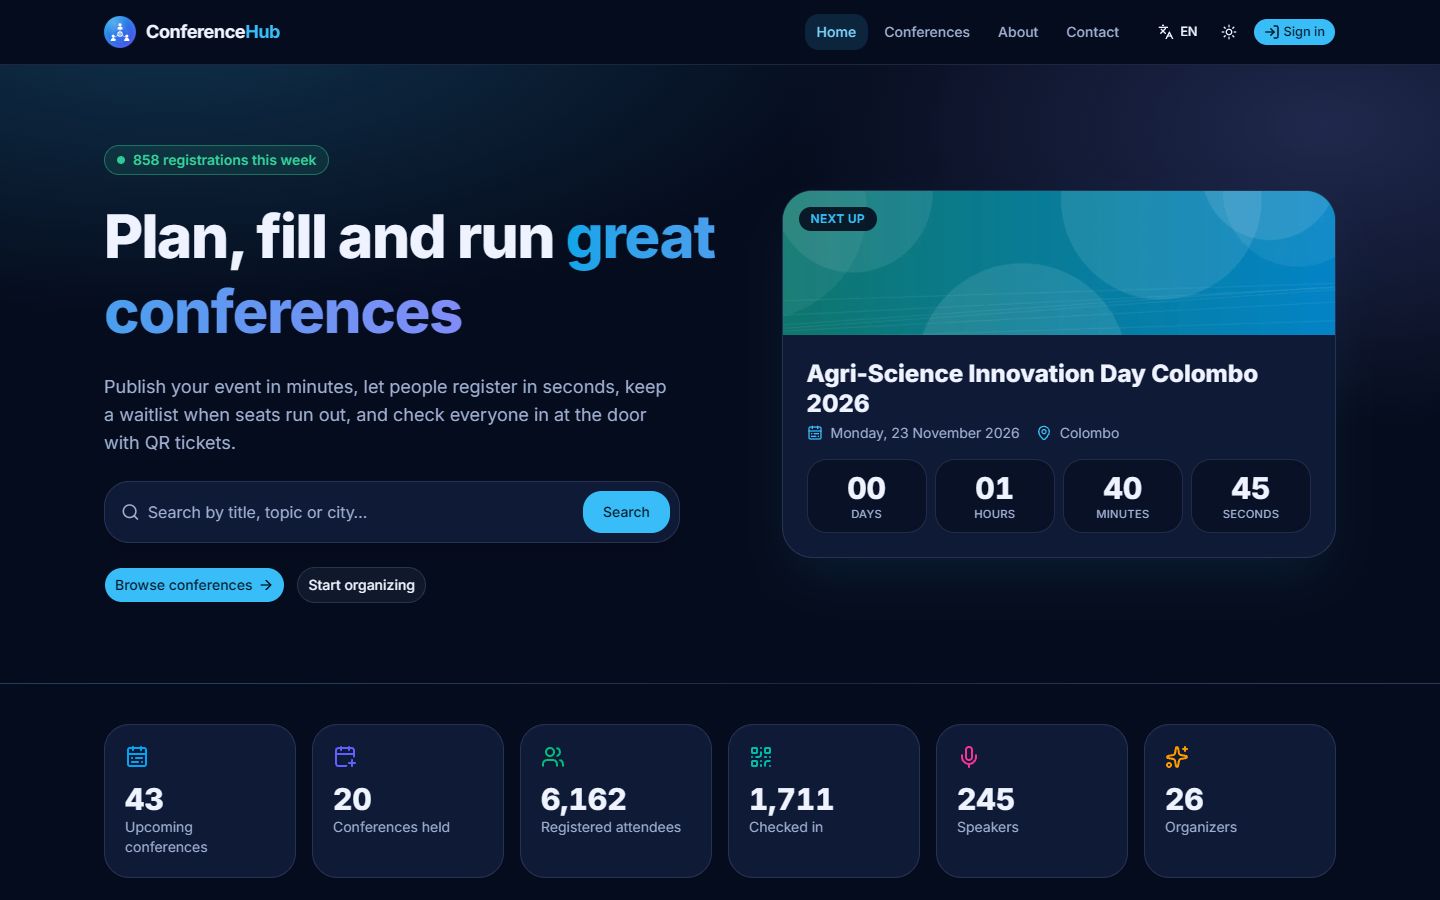 ConferenceHub
Home
Conferences
About
Contact
EN
Sign in
858 registrations this week
Plan, fill and run great
conferences
Publish your event in minutes, let people register in seconds, keep
a waitlist when seats run out, and check everyone in at the door
with QR tickets.
Search by title, topic or city...
Search
Browse conferences
Start organizing
NEXT UP
Agri-Science Innovation Day Colombo
2026
Monday, 23 November 2026
Colombo
00
DAYS
01
HOURS
40
MINUTES
45
SECONDS
43
Upcoming
conferences
20
Conferences held
6,162
Registered attendees
1,711
Checked in
245
Speakers
26
Organizers